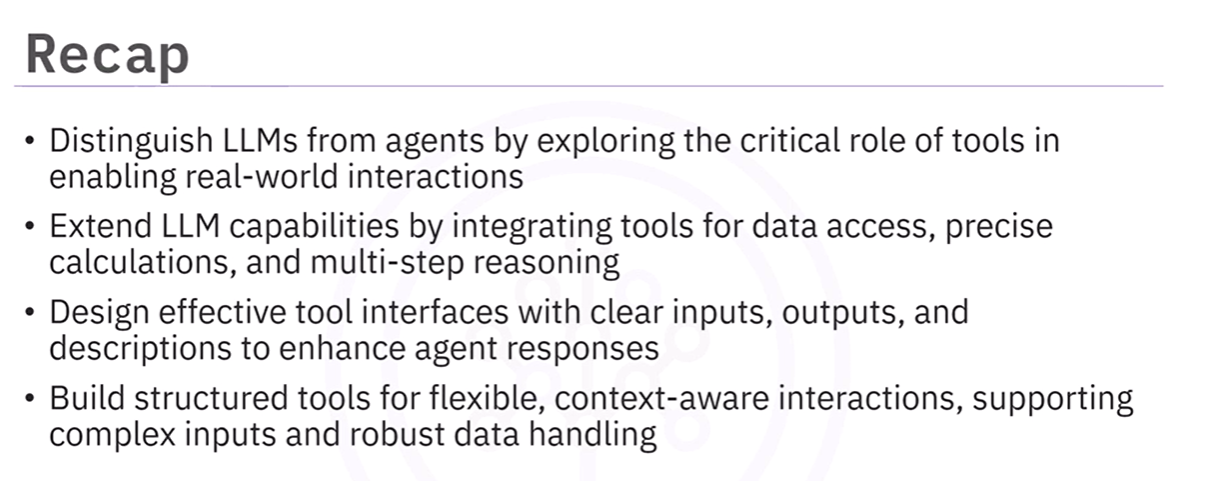 Recap
• Distinguish LLMs from agents by exploring the critical role of tools in
enabling real-world interactions
• Extend LLM capabilities by integrating tools for data access, precise
calculations, and multi-step reasoning
• Design effective tool interfaces with clear inputs, outputs, and
descriptions to enhance agent responses
• Build structured tools for flexible, context-aware interactions, supporting
complex inputs and robust data handling